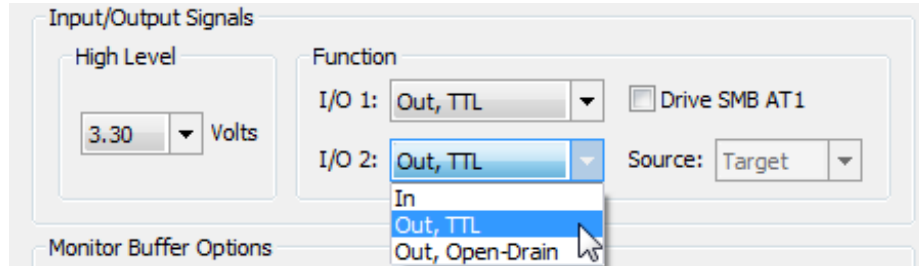 Input/Output Signals
High Level
Function
I/O 1: Out, TTL
Drive SMB AT1
3.30 Volts
I/O 2: Out, TTL
Source: Target
In
Out, TTL
Out, Open-Drain
Monitor Buffer Options